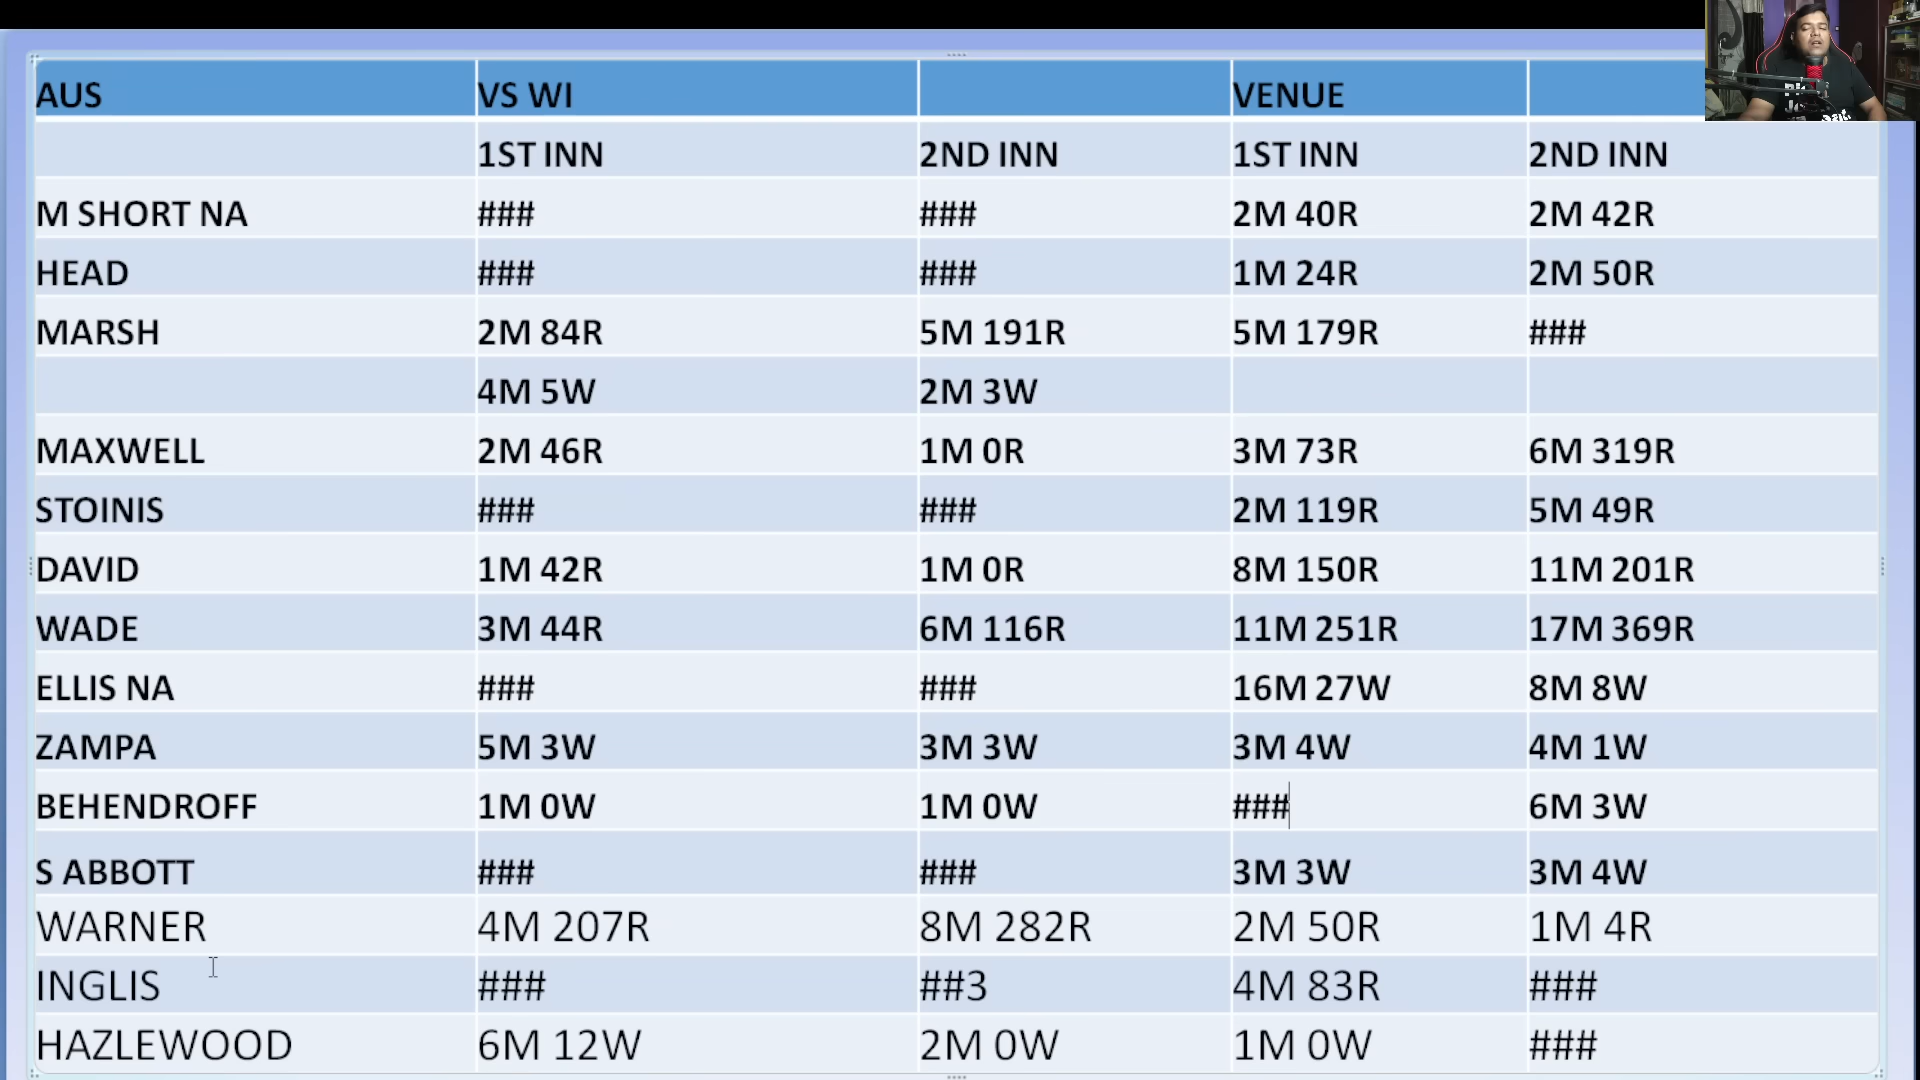 AUS VS WI VENUE
1ST INN 2ND INN 1ST INN 2ND INN
M SHORT NA ### ### 2M 40R 2M 42R
HEAD ### ### 1M 24R 2M 50R
MARSH 2M 84R 5M 191R 5M 179R ###
4M 5W 2M 3W
MAXWELL 2M 46R 1M 0R 3M 73R 6M 319R
STOINIS ### ### 2M 119R 5M 49R
DAVID 1M 42R 1M 0R 8M 150R 11M 201R
WADE 3M 44R 6M 116R 11M 251R 17M 369R
ELLIS NA ### ### 16M 27W 8M 8W
ZAMPA 5M 3W 3M 3W 3M 4W 4M 1W
BEHENDROFF 1M 0W 1M 0W ### 6M 3W
S ABBOTT ### ### 3M 3W 3M 4W
WARNER 4M 207R 8M 282R 2M 50R 1M 4R
INGLIS ### ##3 4M 83R ###
HAZLEWOOD 6M 12W 2M 0W 1M 0W ###